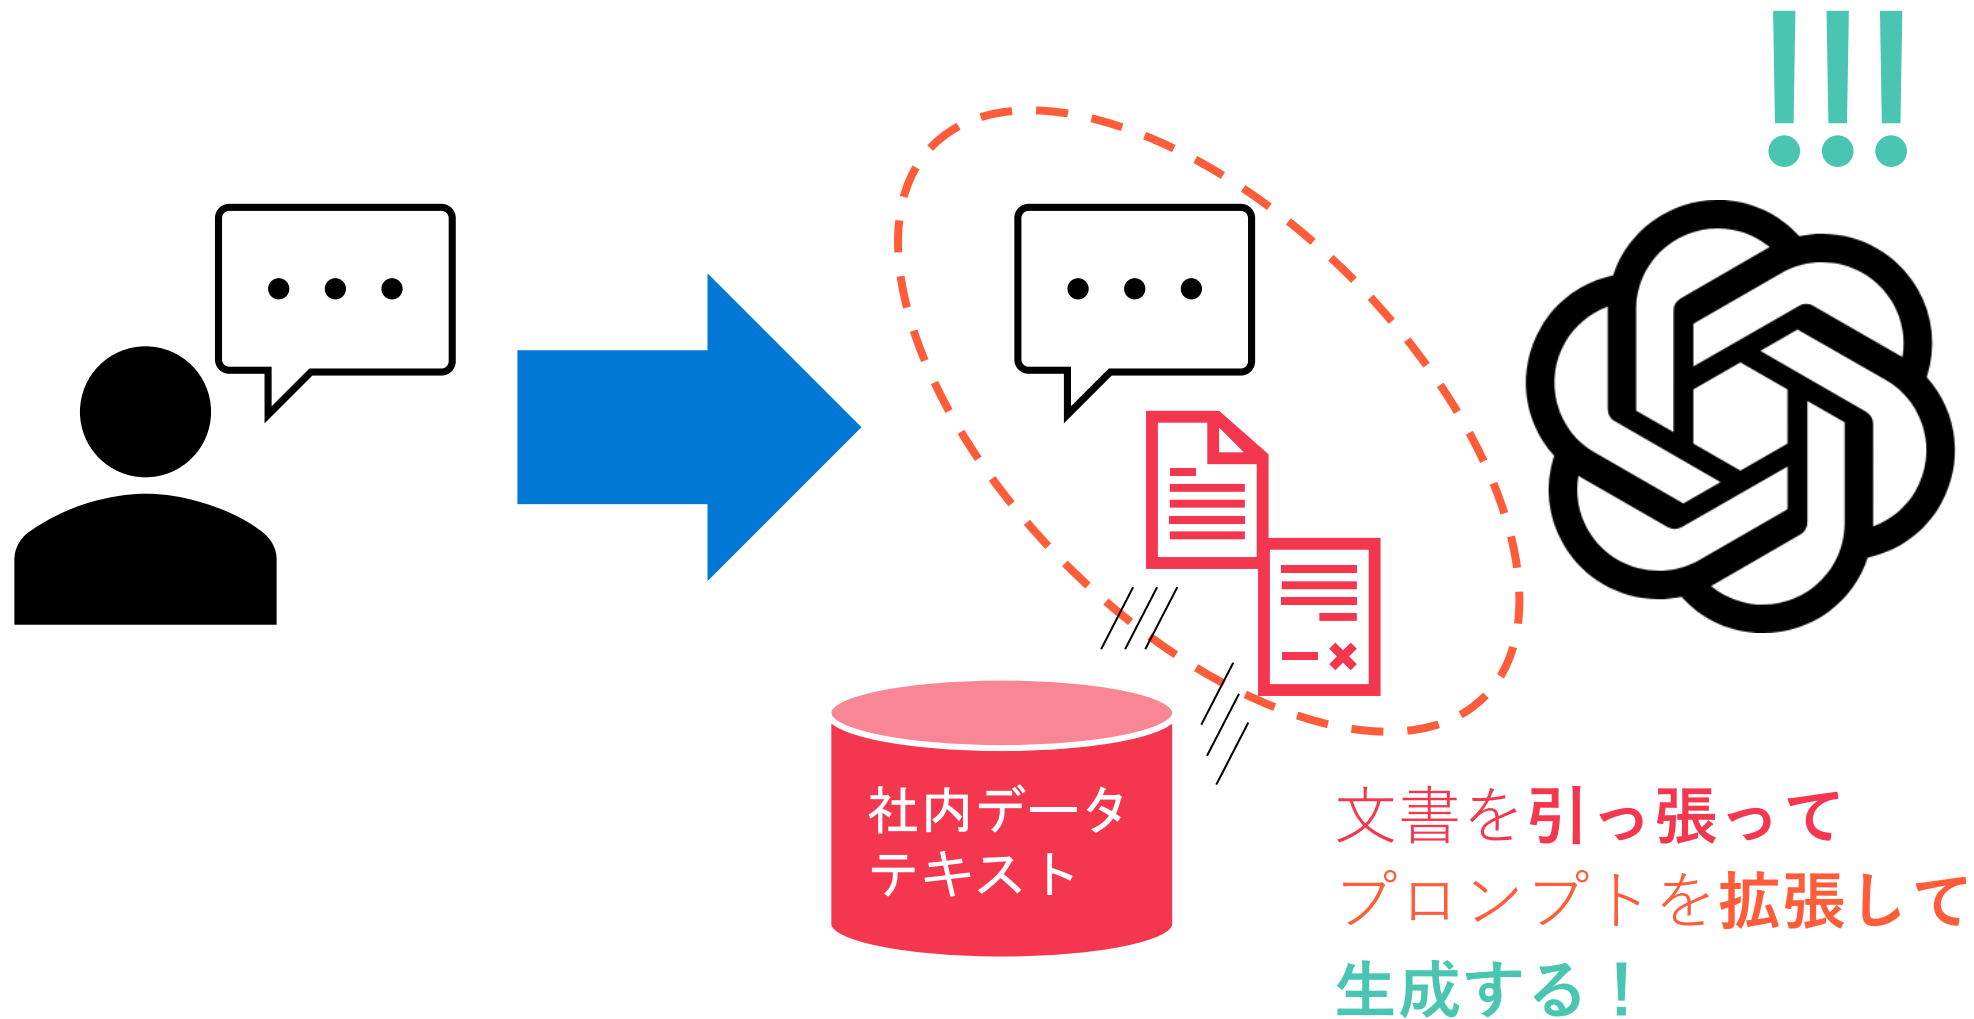 !!!
社内データ
テキスト
文書を引っ張って
プロンプトを拡張して
生成する！